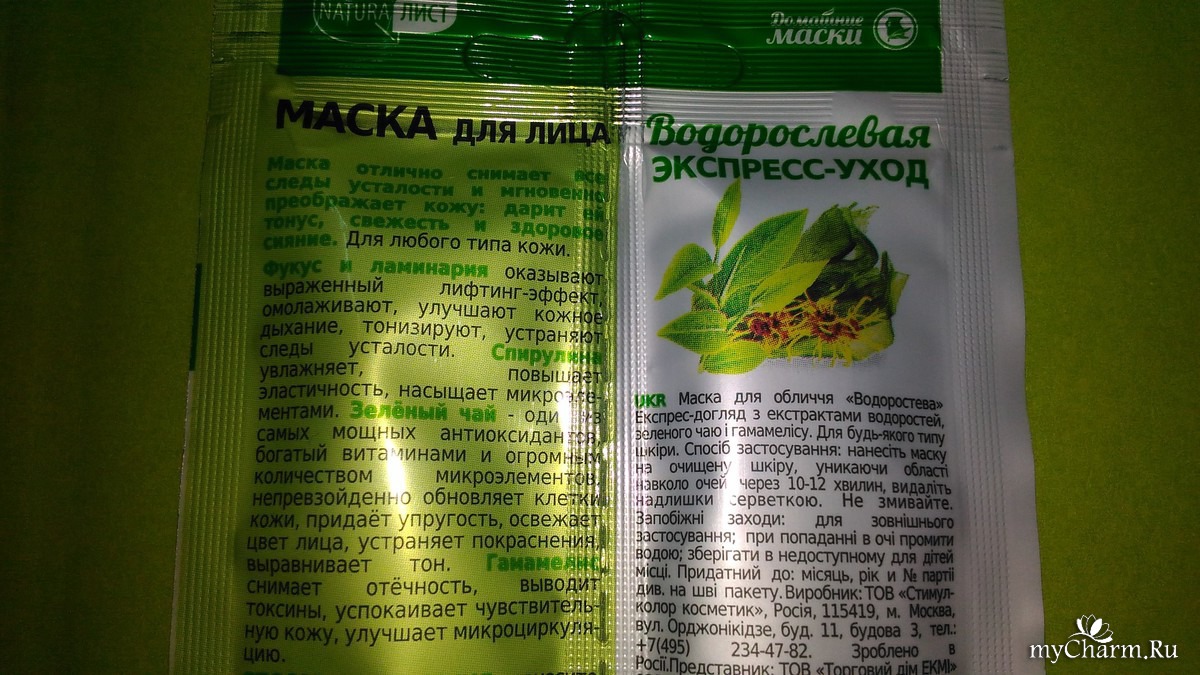 NATURA ЛИСТ
Домашние
маски
МАСКА ДЛЯ ЛИЦА
Маска отлично снимает все
следы усталости и мгновенно
преображает кожу: дарит ей
тонус, свежесть и здоровое
сияние. Для любого типа кожи.
Фукус и ламинария оказывают
выраженный лифтинг-эффект,
омолаживают, улучшают кожное
дыхание, тонизируют, устраняют
следы усталости. Спирулина
увлажняет, повышает
эластичность, насыщает микроэле-
ментами. Зелёный чай - один из
самых мощных антиоксидантов,
богатый витаминами и огромным
количеством микроэлементов,
непревзойденно обновляет клетки
кожи, придаёт упругость, освежает
цвет лица, устраняет покраснения,
выравнивает тон. Гамамелис
снимает отёчность, выводит
токсины, успокаивает чувствитель-
ную кожу, улучшает микроциркуля-
цию.
Водорослевая
ЭКСПРЕСС-УХОД
UKR Маска для обличчя «Водоростева»
Експрес-догляд з екстрактами водоростей,
зеленого чаю і гамамелісу. Для будь-якого типу
шкіри. Спосіб застосування: нанесіть маску
на очищену шкіру, уникаючи області
навколо очей, через 10-12 хвилин, видаліть
надлишки серветкою. Не змивайте.
Запобіжні заходи: для зовнішнього
застосування; при попаданні в очі промити
водою; зберігати в недоступному для дітей
місці. Придатний до: місяць, рік и № партії
див. на шві пакету. Виробник: ТОВ «Стимул-
колор косметик», Росія, 115419, м. Москва,
вул. Орджонікідзе, буд. 11, будова 3, тел.:
+7(495) 234-47-82. Зроблено в
Росії.Представник: ТОВ «Торговий дім ЕКМІ»
myCharm.Ru